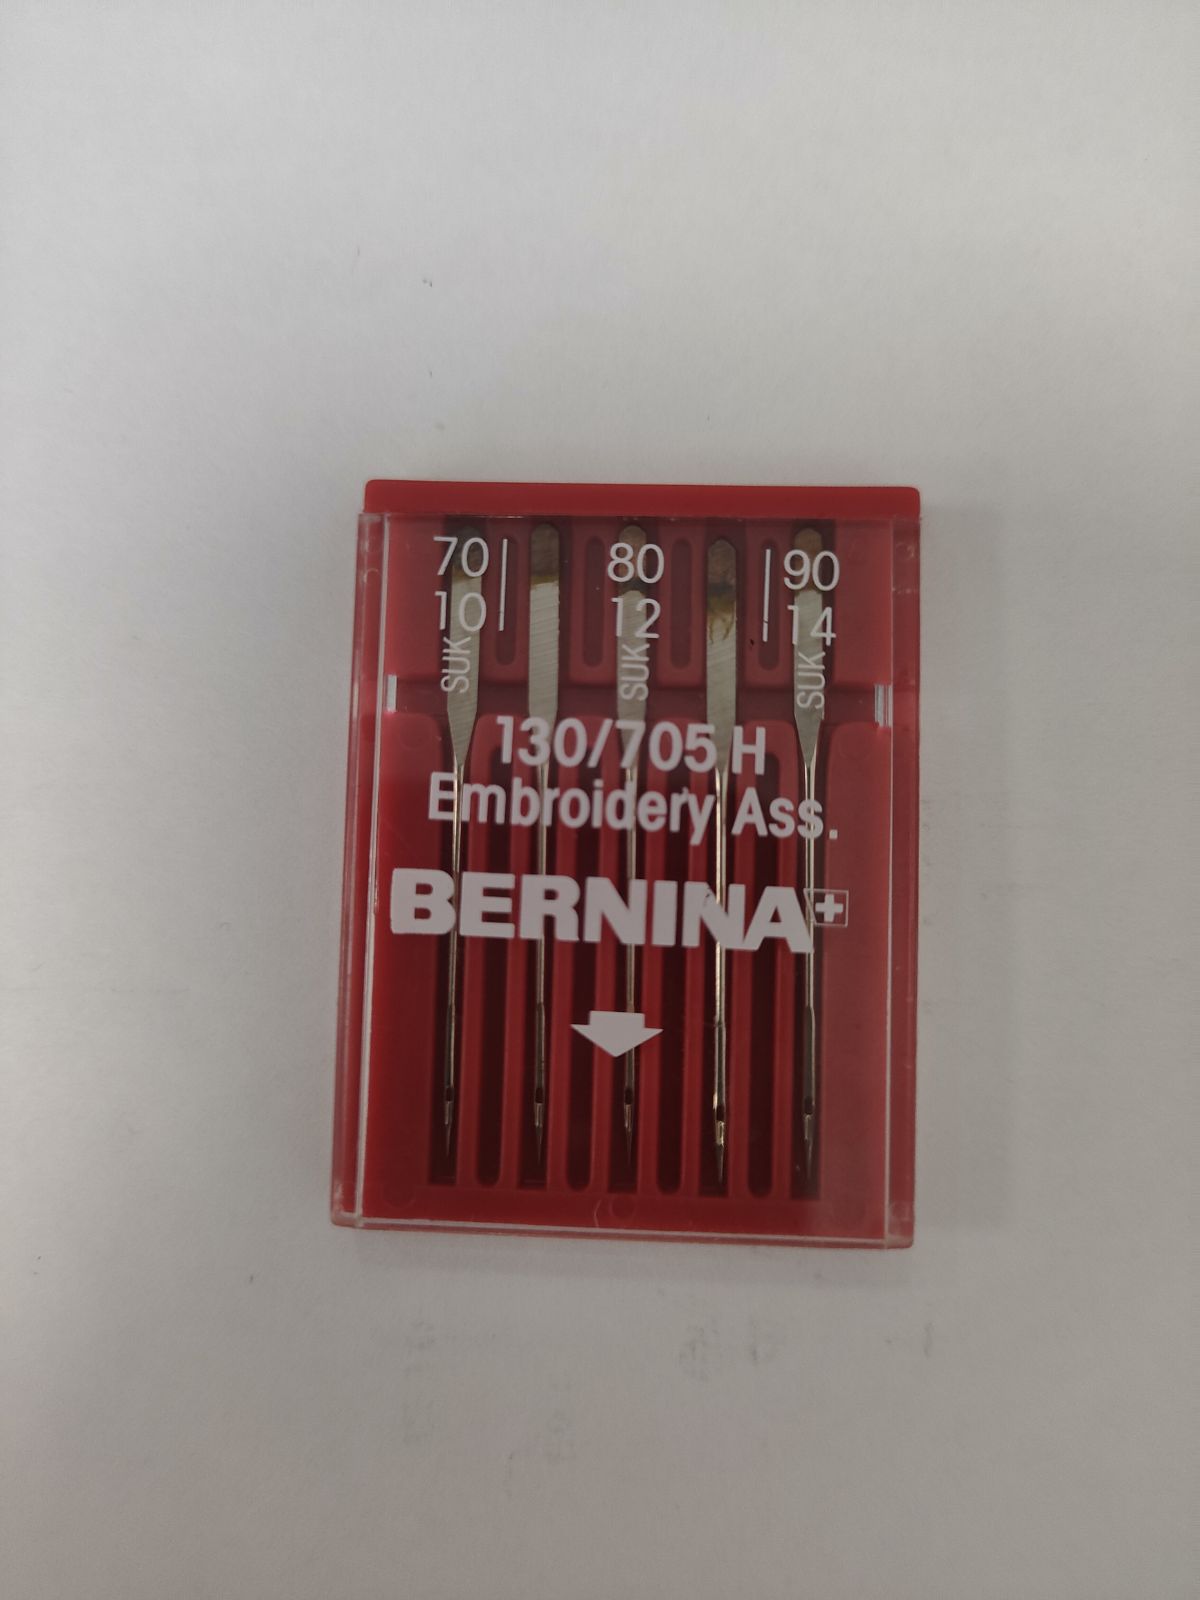 70 | 80 | 90
10 12 14
SUK SUK SUK
130/705 H
Embroidery Ass.
BERNINA+